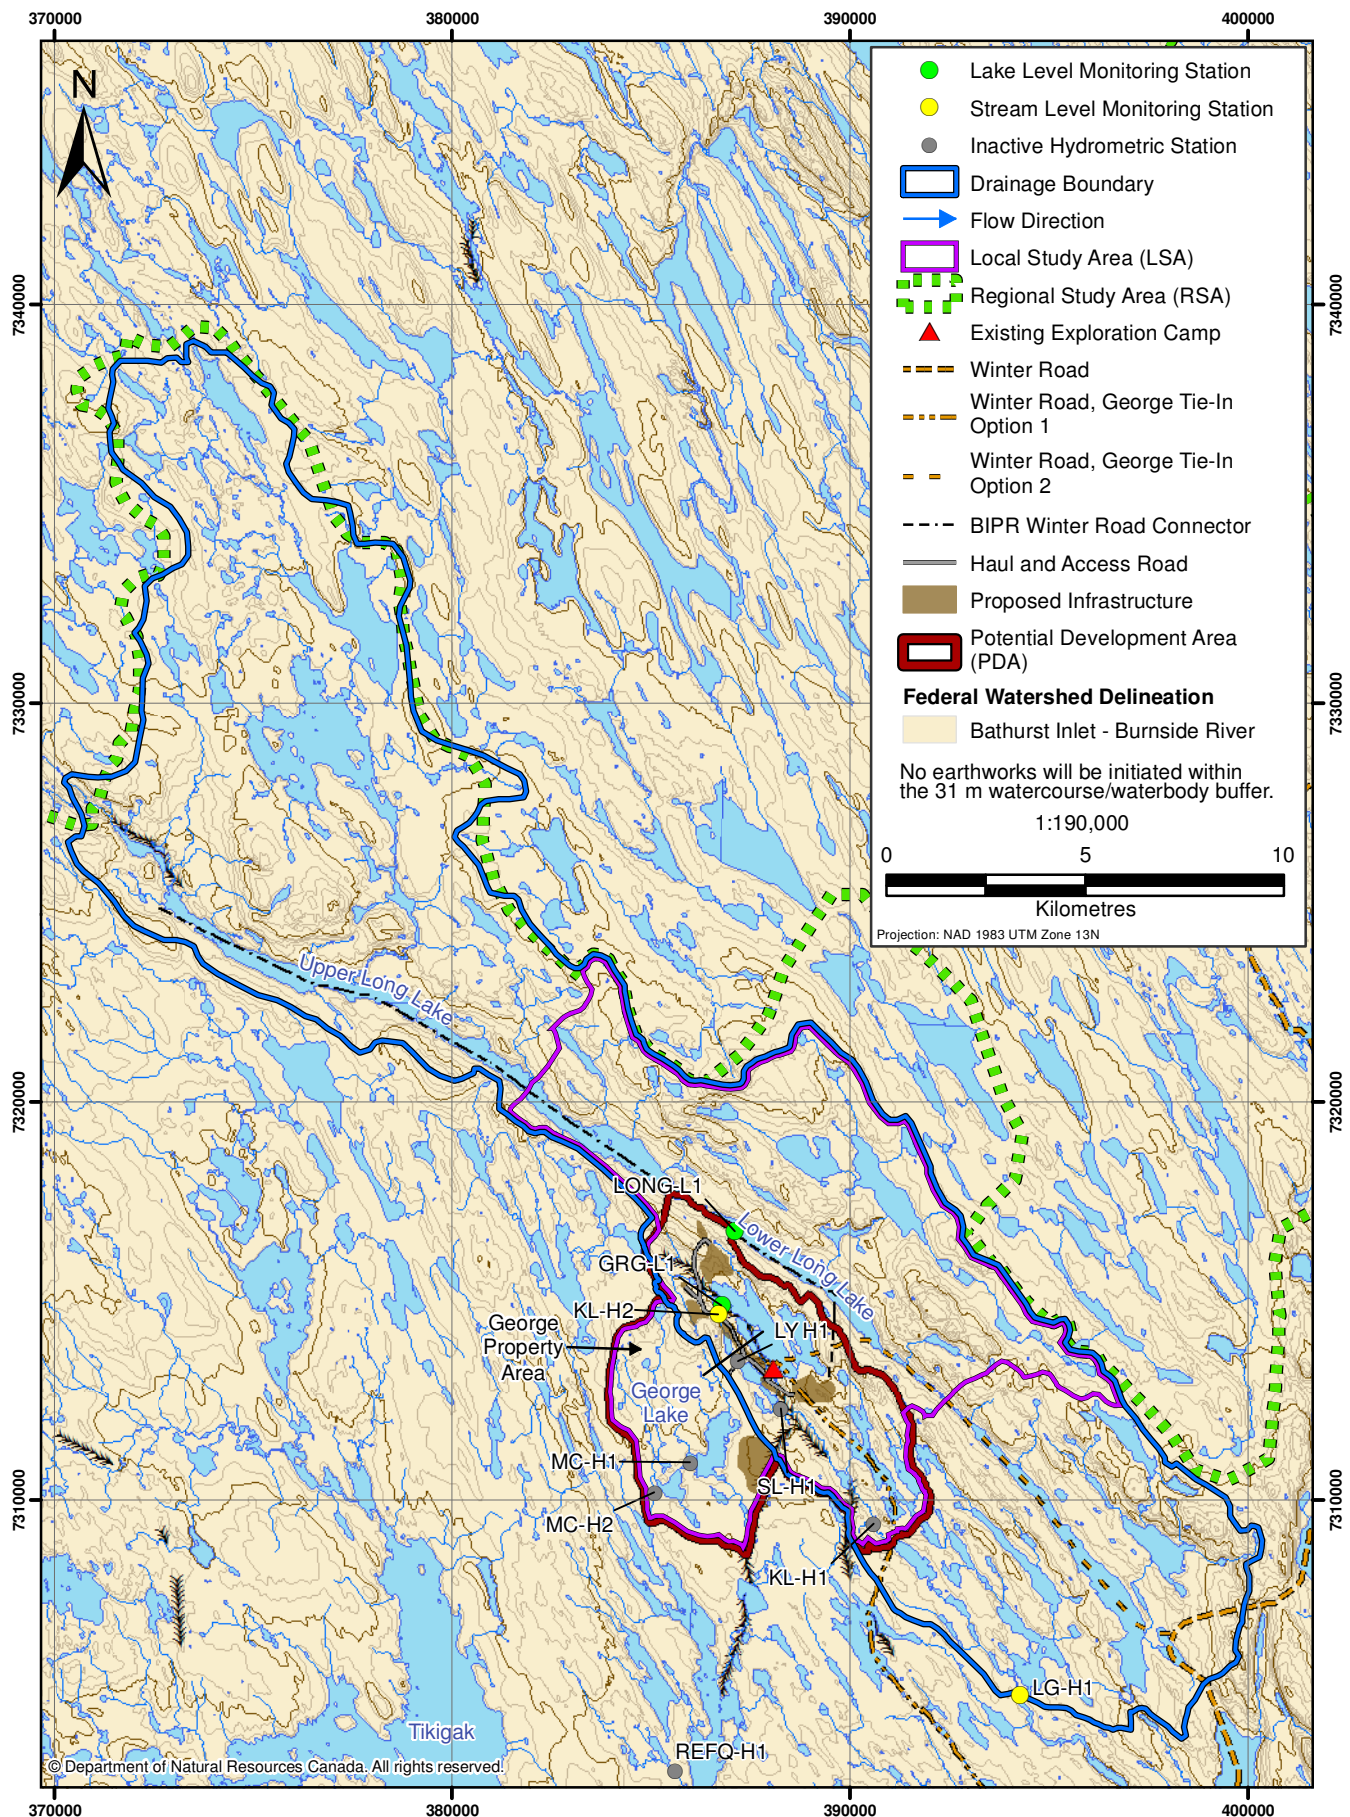 370000
380000
390000
400000
N
Lake Level Monitoring Station
Stream Level Monitoring Station
Inactive Hydrometric Station
Drainage Boundary
Flow Direction
Local Study Area (LSA)
Regional Study Area (RSA)
Existing Exploration Camp
Winter Road
Winter Road, George Tie-In
Option 1
Winter Road, George Tie-In
Option 2
BIPR Winter Road Connector
Haul and Access Road
Proposed Infrastructure
Potential Development Area
(PDA)
Federal Watershed Delineation
Bathurst Inlet - Burnside River
No earthworks will be initiated within
the 31 m watercourse/waterbody buffer.
1:190,000
0
5
10
Kilometres
Projection: NAD 1983 UTM Zone 13N
7340000
7340000
7330000
7330000
Upper Long Lake
7320000
7320000
LONG-L1
Lower Long Lake
GRG-L1
KL-H2
LY H1
George
Property
Area
George
Lake
MC-H1
SL-H1
7310000
7310000
MC-H2
KL-H1
LG-H1
Tikigak
REFQ-H1
© Department of Natural Resources Canada. All rights reserved.
370000
380000
390000
400000